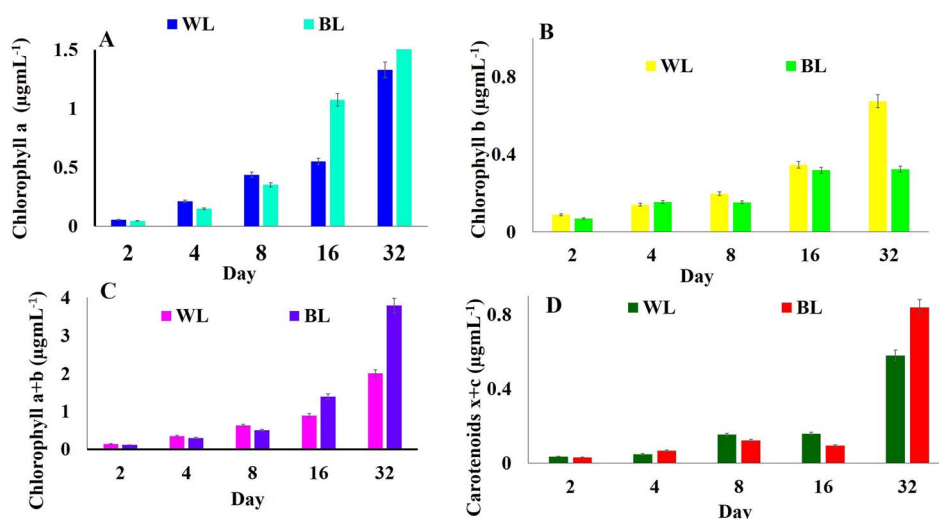 A
WL BL
Chlorophyll a (µgmL-1)
1.5
1
0.5
0
2 4 8 16 32
Day
B
WL BL
Chlorophyll b (µgmL-1)
0.8
0.4
0
2 4 8 16 32
Day
C
WL BL
Chlorophyll a+b (µgmL-1)
4
3
2
1
0
2 4 8 16 32
Day
D
WL BL
Carotenoids x+c (µgmL-1)
0.8
0.4
0
2 4 8 16 32
Day